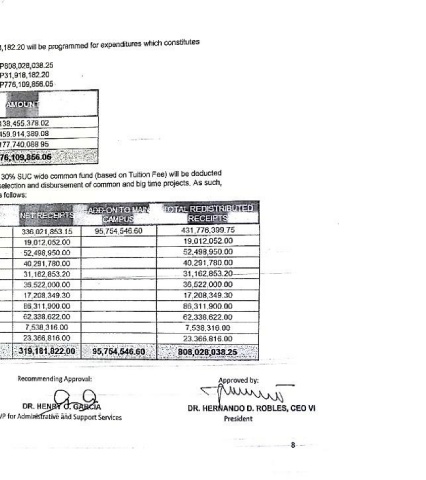 ,182.20 will be programmed for expenditures which constitutes
P808,028,038.25
P31,918,182.20
P776,109,856.05
AMOUNT
138,455,378.02
459,914,389.08
177,740,088.95
76,109,856.05
30% SUC wide common fund (based on Tuition Fee) will be deducted
selection and disbursement of common and big time projects. As such,
follows:
NET RECEIPTS ADD-ON TO MAIN CAMPUS TOTAL REDISTRIBUTED RECEIPTS
336,021,853.15 95,754,546.60 431,776,399.75
19,012,052.00 19,012,052.00
52,498,950.00 52,498,950.00
40,291,780.00 40,291,780.00
31,162,853.20 31,162,853.20
36,522,000.00 36,522,000.00
17,208,349.30 17,208,349.30
86,311,900.00 86,311,900.00
62,338,622.00 62,338,622.00
7,538,316.00 7,538,316.00
23,366,816.00 23,366,816.00
319,181,822.00 95,754,546.60 808,028,038.25
Recommending Approval: Approved by:
DR. HENRY O. GARCIA DR. HERNANDO D. ROBLES, CEO VI
VP for Administrative and Support Services President
8